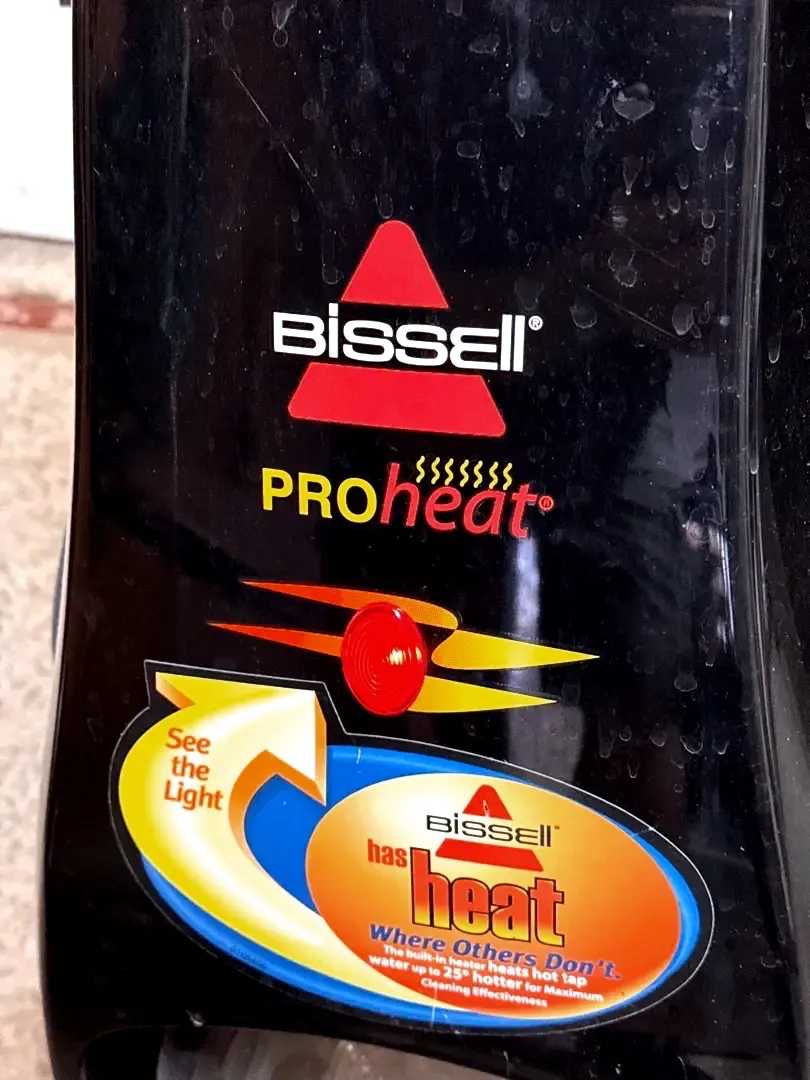 Bissell®
PROheat®
See
the
Light
Bissell
has
heat
Where Others Don't.
The built-in heater heats hot tap
water up to 25° hotter for Maximum
Cleaning Effectiveness